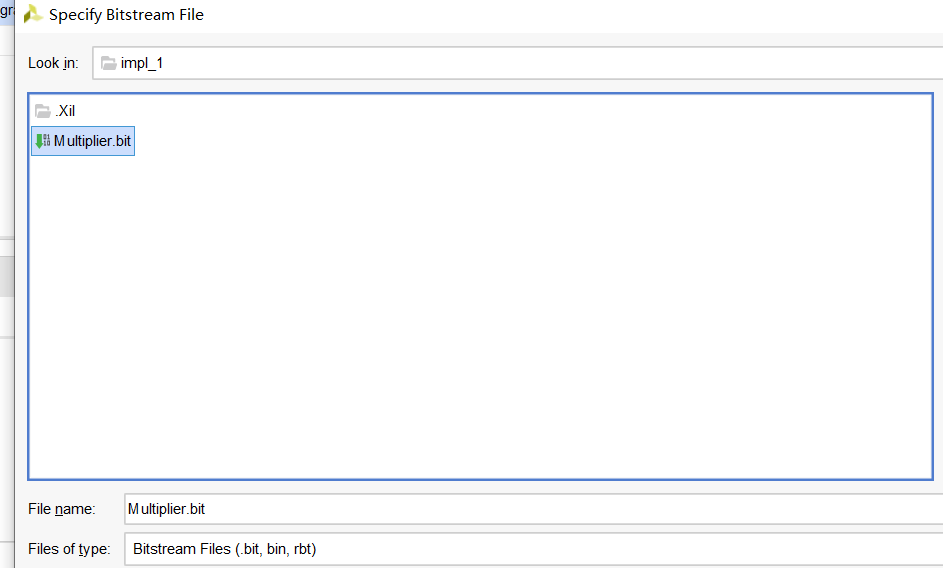 gra
Specify Bitstream File
Look in: impl_1
.Xil
Multiplier.bit
File name: Multiplier.bit
Files of type: Bitstream Files (.bit, bin, rbt)